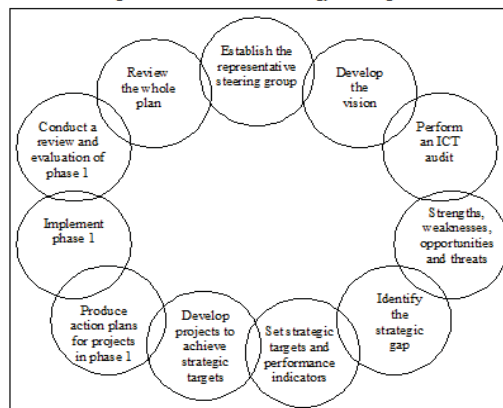 Establish the
representative
steering group
Develop
the
vision
Perform
an ICT
audit
Strengths,
weaknesses,
opportunities
and threats
Identify
the
strategic
gap
Set strategic
targets and
performance
indicators
Develop
projects to
achieve
strategic
targets
Produce
action plans
for projects
in phase 1
Implement
phase 1
Conduct a
review and
evaluation of
phase 1
Review
the whole
plan